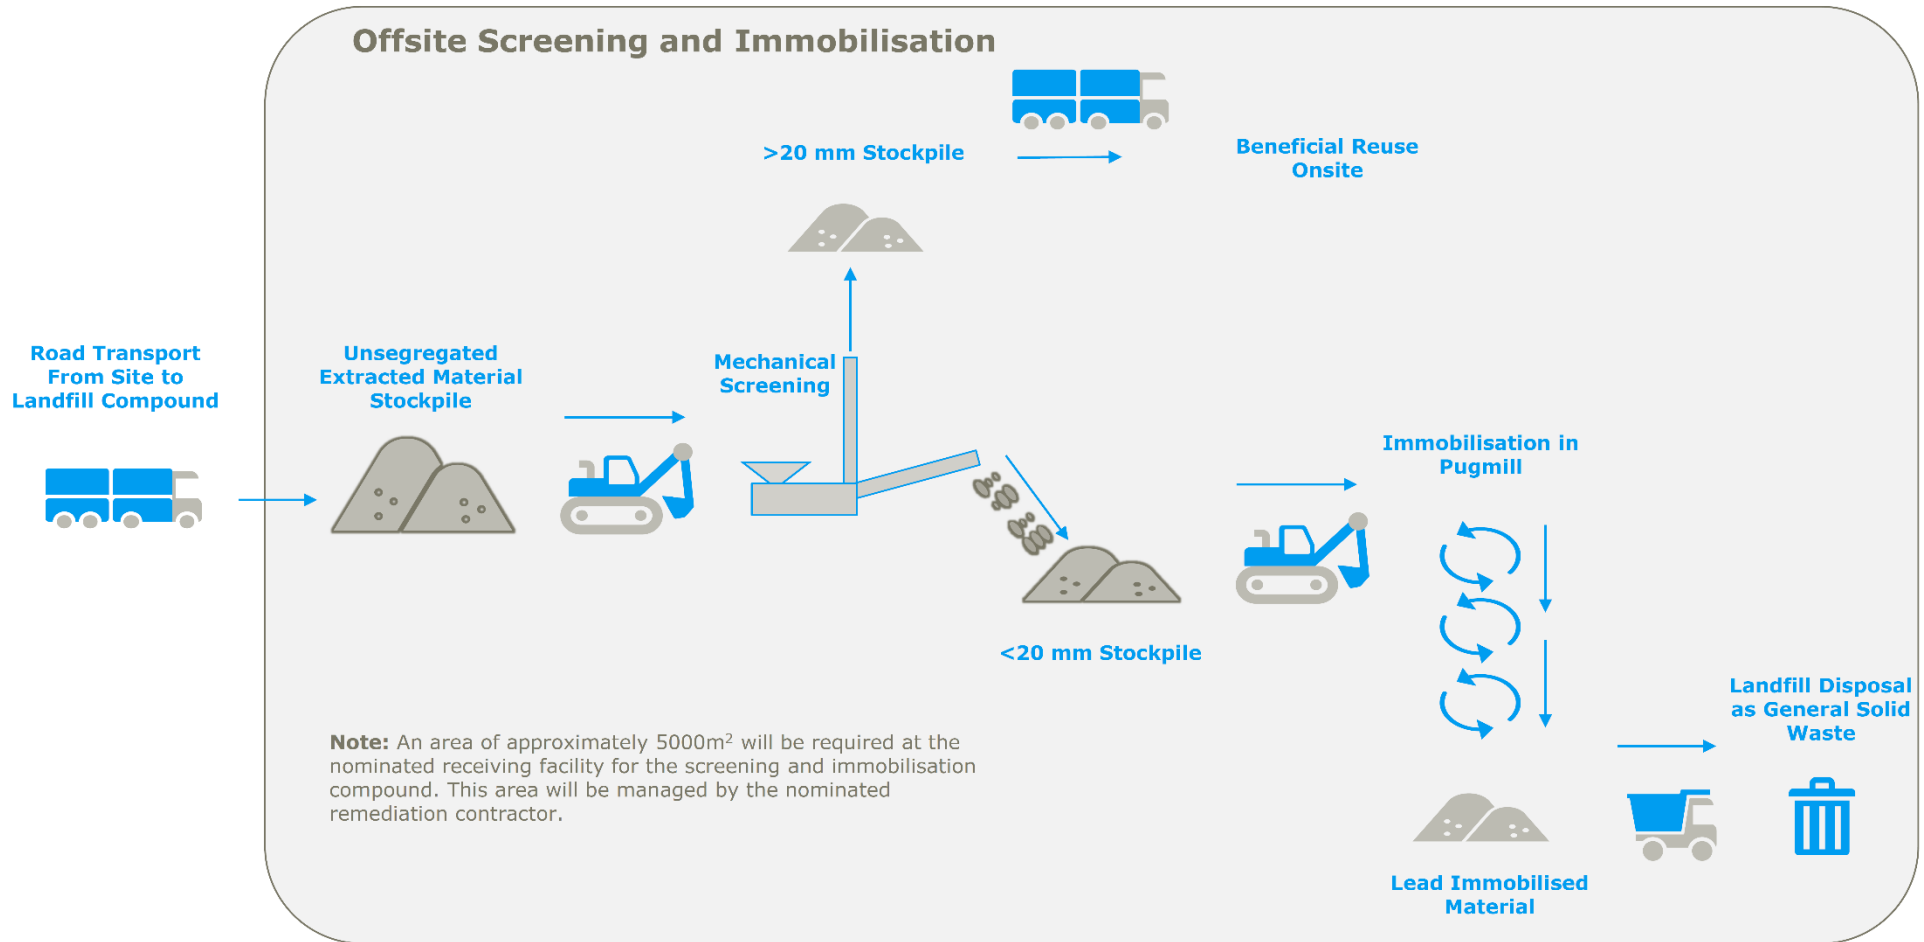 Offsite Screening and Immobilisation
>20 mm Stockpile
Beneficial Reuse
Onsite
Road Transport
From Site to
Landfill Compound
Unsegregated
Extracted Material
Stockpile
Mechanical
Screening
Immobilisation in
Pugmill
<20 mm Stockpile
Landfill Disposal
as General Solid
Waste
Note: An area of approximately 5000m² will be required at the
nominated receiving facility for the screening and immobilisation
compound. This area will be managed by the nominated
remediation contractor.
Lead Immobilised
Material